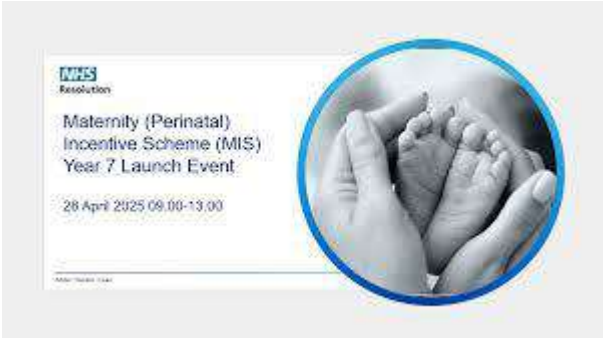 NHS
Resolution
Maternity (Perinatal)
Incentive Scheme (MIS)
Year 7 Launch Event
28 April 2025 09.00-13.00